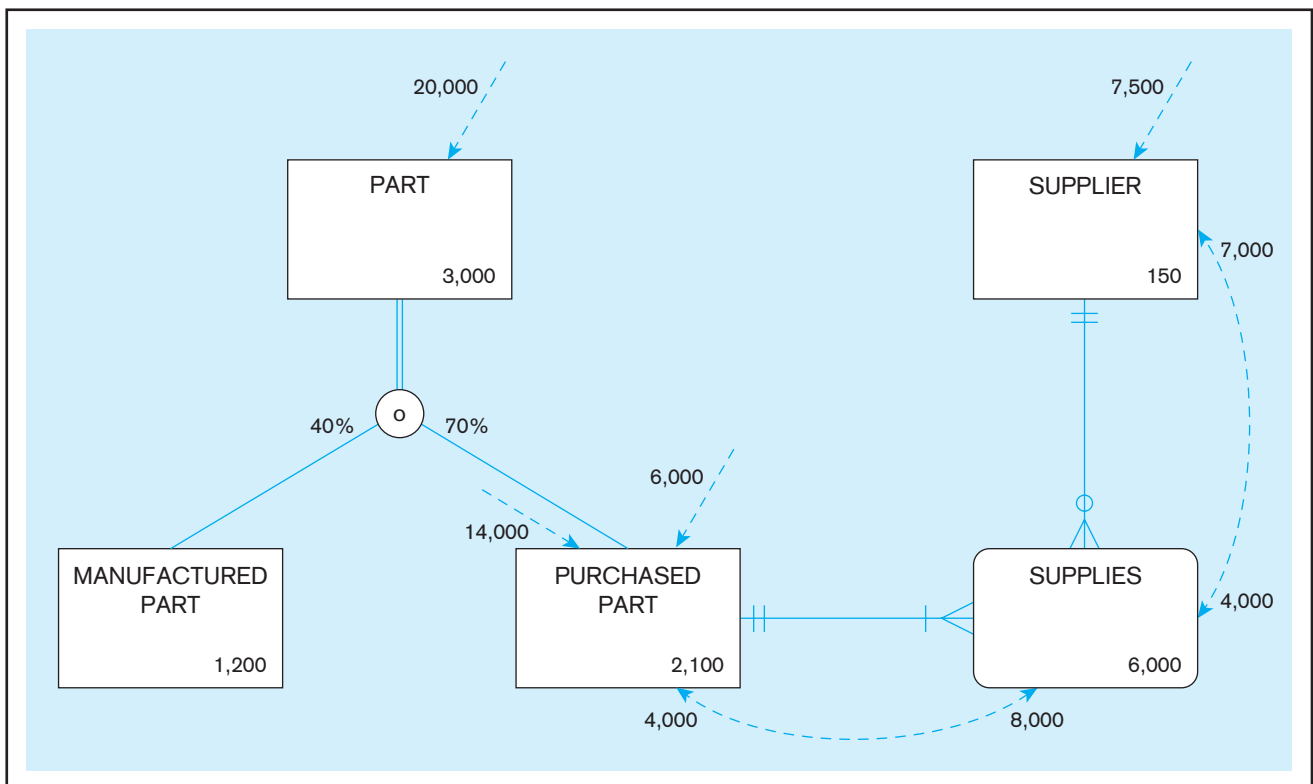 20,000
7,500
PART
3,000
SUPPLIER
150
7,000
40%
o
70%
6,000
14,000
MANUFACTURED
PART
1,200
PURCHASED
PART
2,100
SUPPLIES
6,000
4,000
4,000
8,000